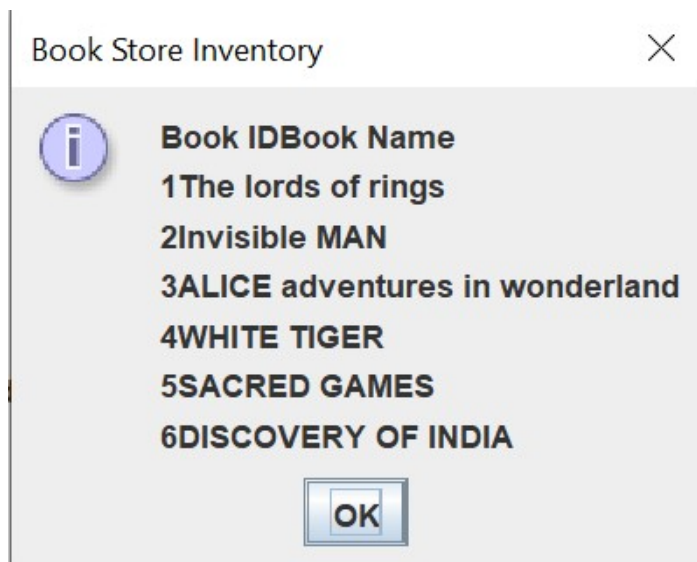 Book Store Inventory
Book IDBook Name
1The lords of rings
2Invisible MAN
3ALICE adventures in wonderland
4WHITE TIGER
5SACRED GAMES
6DISCOVERY OF INDIA
OK